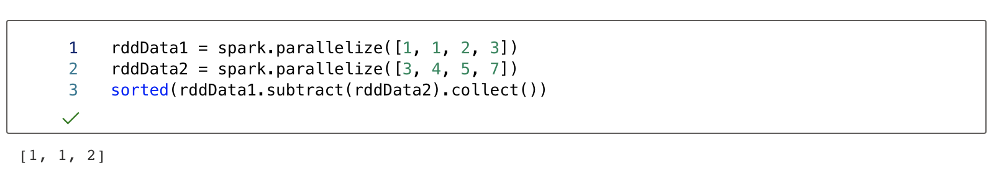 1 rddData1 = spark.parallelize([1, 1, 2, 3])
2 rddData2 = spark.parallelize([3, 4, 5, 7])
3 sorted(rddData1.subtract(rddData2).collect())
[1, 1, 2]